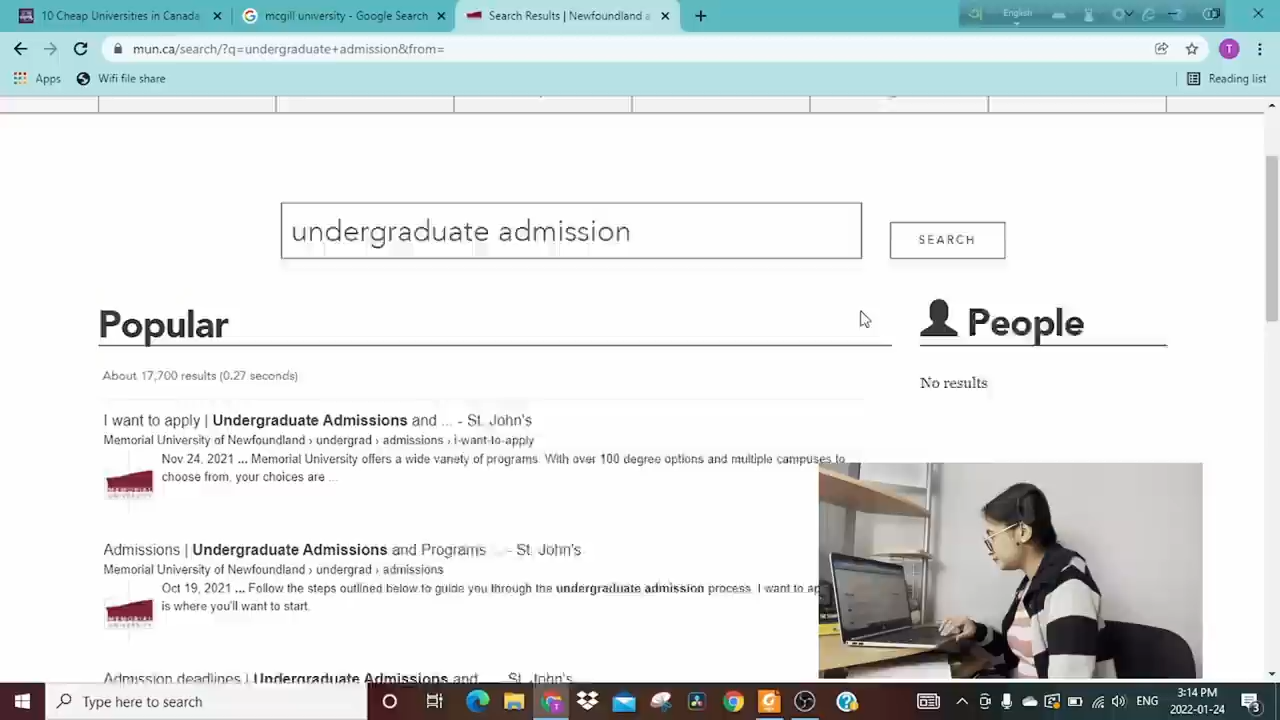 10 Cheap Universities in Canada
mcgill university - Google Search
Search Results | Newfoundland a
English
mun.ca/search/?q=undergraduate+admission&from=
T
Apps
Wifi file share
Reading list
undergraduate admission
SEARCH
Popular
People
About 17,700 results (0.27 seconds)
No results
I want to apply | Undergraduate Admissions and ... - St. John's
Memorial University of Newfoundland › undergrad › admissions › i-want-to-apply
Nov 24, 2021 ... Memorial University offers a wide variety of programs. With over 100 degree options and multiple campuses to
choose from, your choices are ...
MEMORIAL
UNIVERSITY
Admissions | Undergraduate Admissions and Programs ... - St. John's
Memorial University of Newfoundland › undergrad › admissions
Oct 19, 2021 ... Follow the steps outlined below to guide you through the undergraduate admission process. I want to ap
is where you'll want to start.
MEMORIAL
UNIVERSITY
Admission deadlines | Undergraduate Admissions and ... St. John's
Type here to search
ENG
3:14 PM
2022-01-24
3